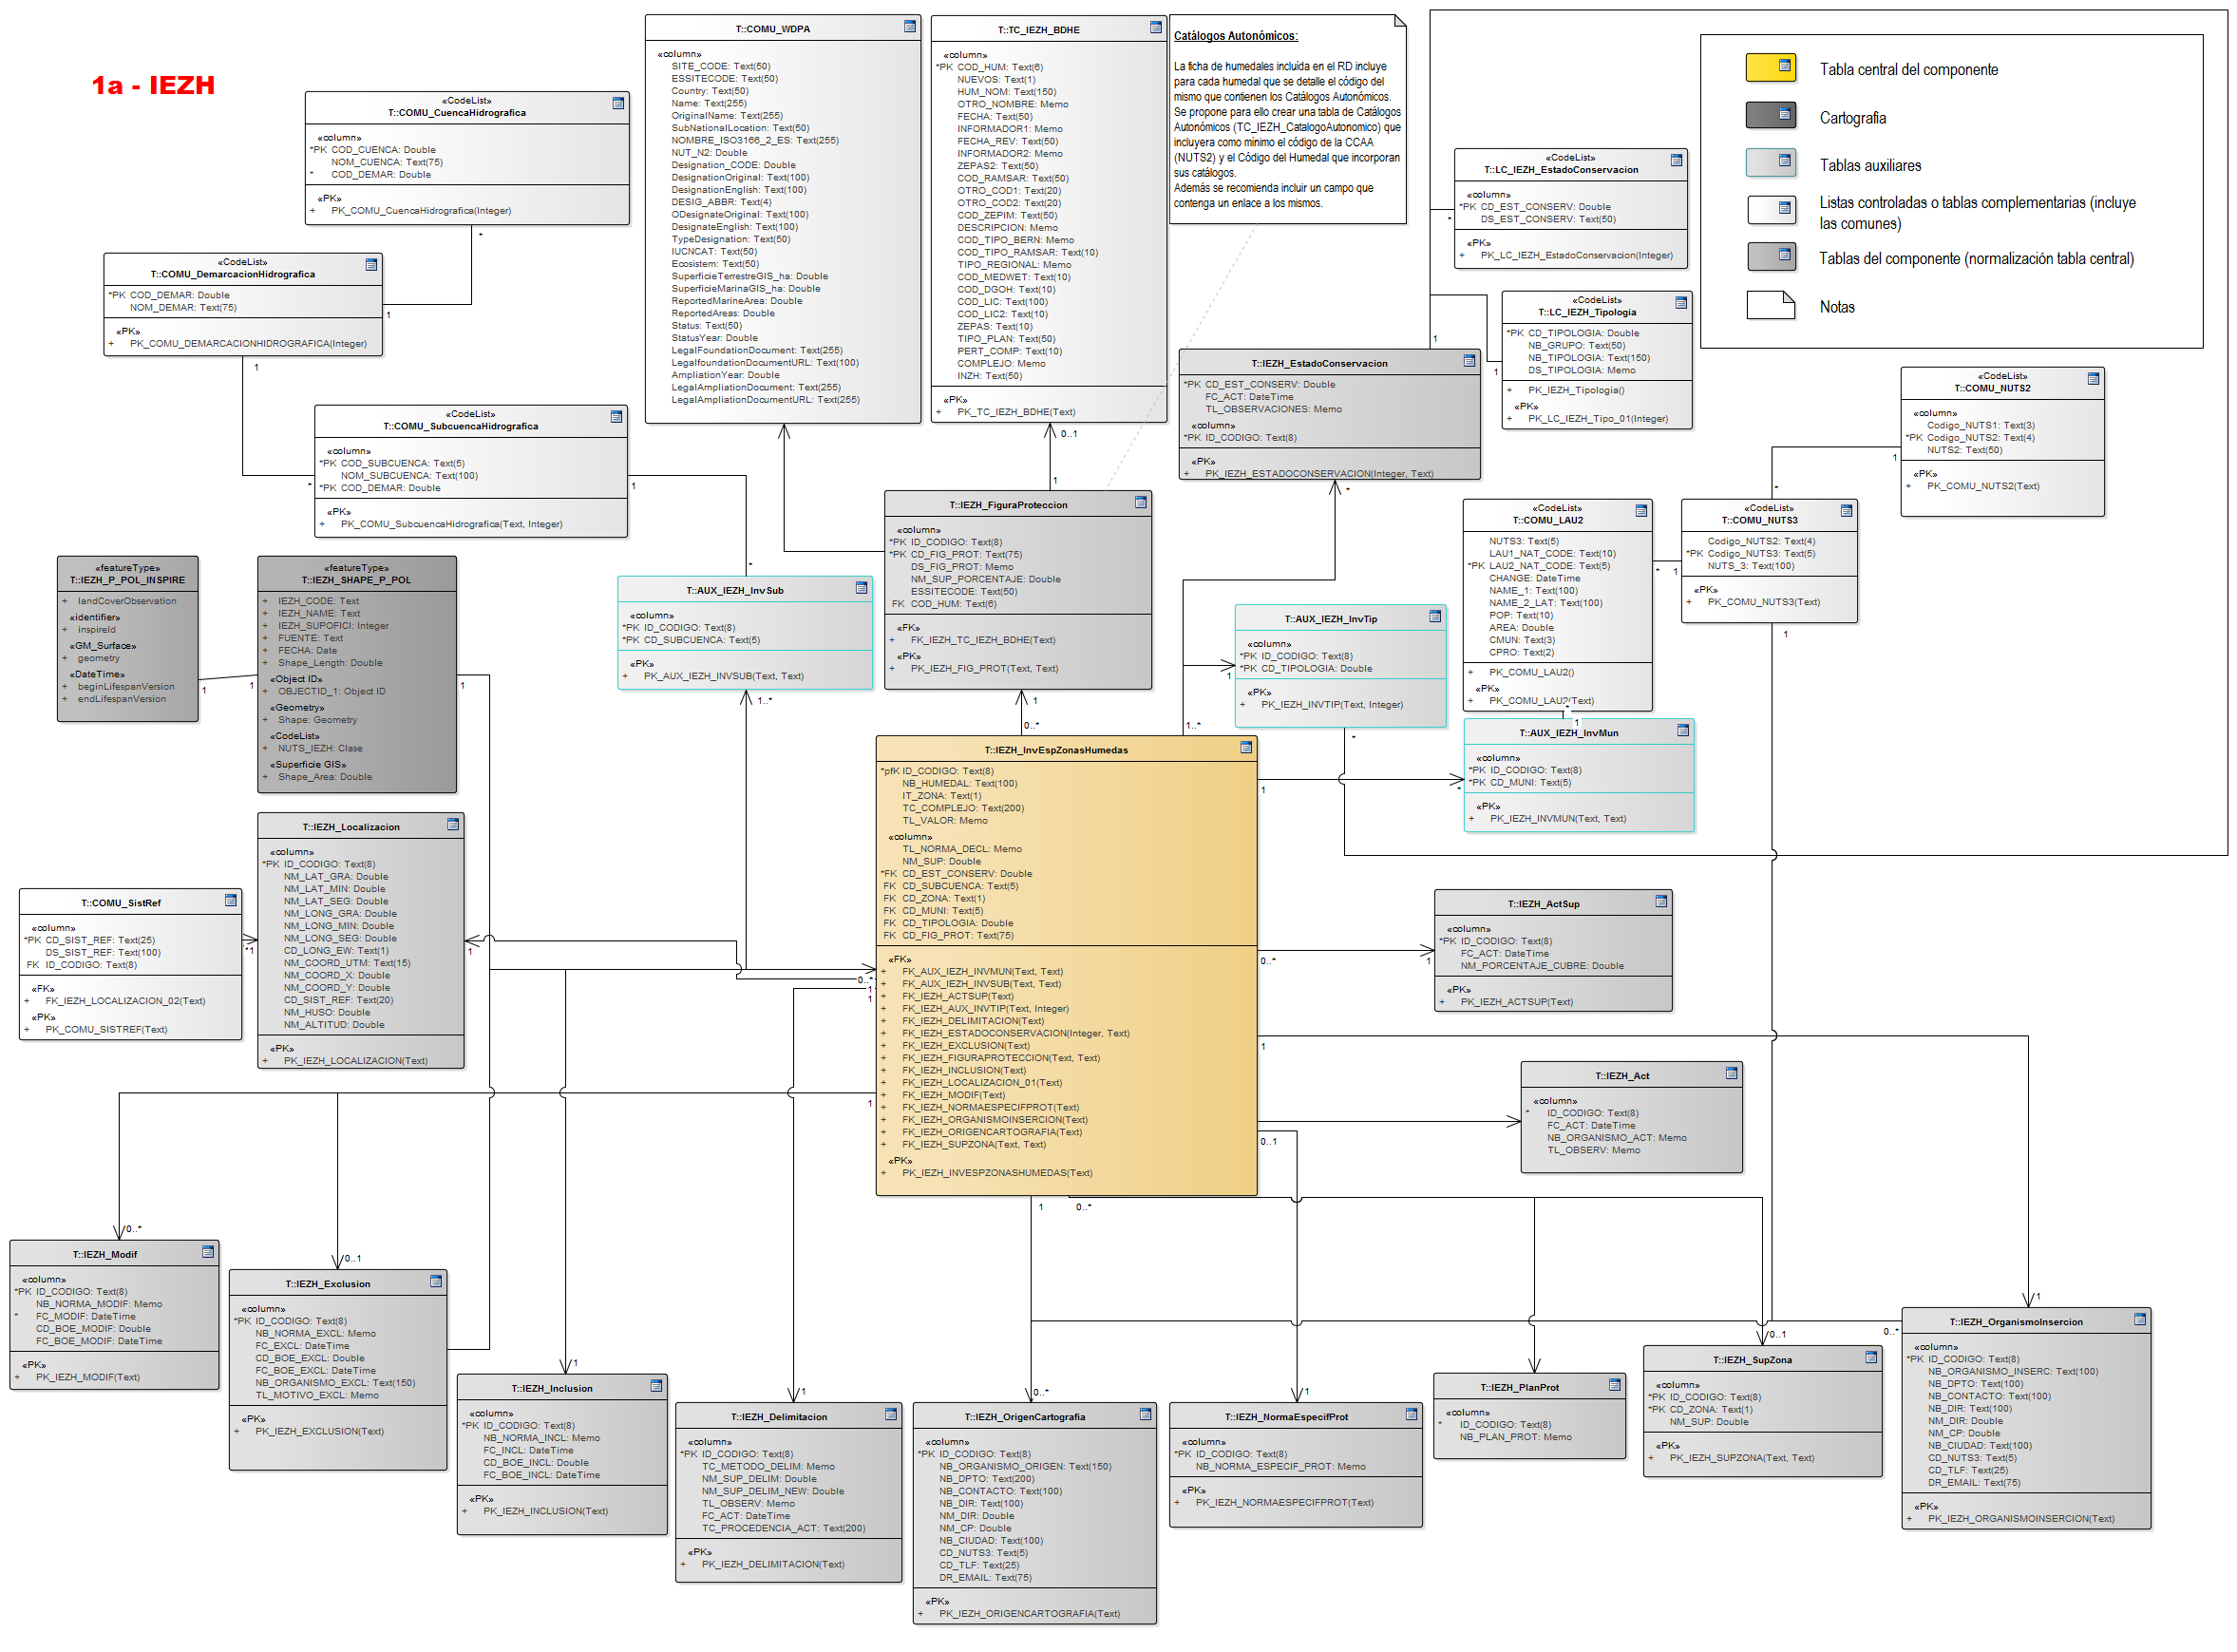 1a - IEZH
«CodeList»
T::COMU_CuencaHidrografica
«column»
*PK COD_CUENCA: Double
NOM_CUENCA: Text(75)
* COD_DEMAR: Double
«PK»
+ PK_COMU_CuencaHidrografica(Integer)
*
«CodeList»
T::COMU_DemarcacionHidrografica
*PK COD_DEMAR: Double
NOM_DEMAR: Text(75)
«PK»
+ PK_COMU_DEMARCACIONHIDROGRAFICA(Integer)
1
1
«CodeList»
T::COMU_SubcuencaHidrografica
«column»
*PK COD_SUBCUENCA: Text(5)
NOM_SUBCUENCA: Text(100)
*PK COD_DEMAR: Double
«PK»
+ PK_COMU_SubcuencaHidrografica(Text, Integer)
*
1
T::COMU_WDPA
«column»
SITE_CODE: Text(50)
ESSITECODE: Text(50)
Country: Text(50)
Name: Text(255)
OriginalName: Text(255)
SubNationalLocation: Text(50)
NOMBRE_ISO3166_2_ES: Text(255)
NUT_N2: Double
Designation_CODE: Double
DesignationOriginal: Text(100)
DesignationEnglish: Text(100)
DESIG_ABBR: Text(4)
ODesignateOriginal: Text(100)
DesignateEnglish: Text(100)
TypeDesignation: Text(50)
IUCNCAT: Text(50)
Ecosistem: Text(50)
SuperficieTerrestreGIS_ha: Double
SuperficieMarinaGIS_ha: Double
ReportedMarineArea: Double
ReportedAreas: Double
Status: Text(50)
StatusYear: Double
LegalFoundationDocument: Text(255)
LegalfoundationDocumentURL: Text(100)
AmpliationYear: Double
LegalAmpliationDocument: Text(255)
LegalAmpliationDocumentURL: Text(255)
T::TC_IEZH_BDHE
«column»
*PK COD_HUM: Text(6)
NUEVOS: Text(1)
HUM_NOM: Text(150)
OTRO_NOMBRE: Memo
FECHA: Text(50)
INFORMADOR1: Memo
FECHA_REV: Text(50)
INFORMADOR2: Memo
ZEPAS2: Text(50)
COD_RAMSAR: Text(50)
OTRO_COD1: Text(20)
OTRO_COD2: Text(20)
COD_ZEPIM: Text(50)
DESCRIPCION: Memo
COD_TIPO_BERN: Memo
COD_TIPO_RAMSAR: Text(10)
TIPO_REGIONAL: Memo
COD_MEDWET: Text(10)
COD_DGOH: Text(10)
COD_LIC: Text(100)
COD_LIC2: Text(10)
ZEPAS: Text(10)
TIPO_PLAN: Text(50)
PERT_COMP: Text(10)
COMPLEJO: Memo
INZH: Text(50)
«PK»
+ PK_TC_IEZH_BDHE(Text)
0..1
1
Catálogos Autonómicos:
La ficha de humedales incluida en el RD incluye
para cada humedal que se detalle el código del
mismo que contienen los Catálogos Autonómicos.
Se propone para ello crear una tabla de Catálogos
Autonómicos (TC_IEZH_CatalogoAutonomico) que
incluyera como mínimo el código de la CCAA
(NUTS2) y el Código del Humedal que incorporan
sus catálogos.
Además se recomienda incluir un campo que
contenga un enlace a los mismos.
«CodeList»
T::LC_IEZH_EstadoConservacion
«column»
*PK CD_EST_CONSERV: Double
DS_EST_CONSERV: Text(50)
«PK»
+ PK_LC_IEZH_EstadoConservacion(Integer)
*
«CodeList»
T::LC_IEZH_Tipologia
*PK CD_TIPOLOGIA: Double
NB_GRUPO: Text(50)
NB_TIPOLOGIA: Text(150)
DS_TIPOLOGIA: Memo
+ PK_IEZH_Tipologia()
«PK»
+ PK_LC_IEZH_Tipo_01(Integer)
1
1
Tabla central del componente
Cartografía
Tablas auxiliares
Listas controladas o tablas complementarias (incluye
las comunes)
Tablas del componente (normalización tabla central)
Notas
T::IEZH_EstadoConservacion
*PK CD_EST_CONSERV: Double
FC_ACT: DateTime
TL_OBSERVACIONES: Memo
«column»
*PK ID_CODIGO: Text(8)
«PK»
+ PK_IEZH_ESTADOCONSERVACION(Integer, Text)
*
«CodeList»
T::COMU_NUTS2
«column»
Codigo_NUTS1: Text(3)
*PK Codigo_NUTS2: Text(4)
NUTS2: Text(50)
«PK»
+ PK_COMU_NUTS2(Text)
1
*
«CodeList»
T::COMU_NUTS3
Codigo_NUTS2: Text(4)
*PK Codigo_NUTS3: Text(5)
NUTS_3: Text(100)
«PK»
+ PK_COMU_NUTS3(Text)
* 1
1
«CodeList»
T::COMU_LAU2
NUTS3: Text(5)
LAU1_NAT_CODE: Text(10)
*PK LAU2_NAT_CODE: Text(5)
CHANGE: DateTime
NAME_1: Text(100)
NAME_2_LAT: Text(100)
POP: Text(10)
AREA: Double
CMUN: Text(3)
CPRO: Text(2)
+ PK_COMU_LAU2()
«PK»
+ PK_COMU_LAU2(Text)
*
1
T::IEZH_FiguraProteccion
«column»
*PK ID_CODIGO: Text(8)
*PK CD_FIG_PROT: Text(75)
DS_FIG_PROT: Memo
NM_SUP_PORCENTAJE: Double
ESSITECODE: Text(50)
FK COD_HUM: Text(6)
«FK»
+ FK_IEZH_TC_IEZH_BDHE(Text)
«PK»
+ PK_IEZH_FIG_PROT(Text, Text)
1
0..*
*
T::AUX_IEZH_InvSub
«column»
*PK ID_CODIGO: Text(8)
*PK CD_SUBCUENCA: Text(5)
«PK»
+ PK_AUX_IEZH_INVSUB(Text, Text)
1..*
T::AUX_IEZH_InvTip
«column»
*PK ID_CODIGO: Text(8)
*PK CD_TIPOLOGIA: Double
«PK»
+ PK_IEZH_INVTIP(Text, Integer)
1
1..*
*
T::AUX_IEZH_InvMun
«column»
*PK ID_CODIGO: Text(8)
*PK CD_MUNI: Text(5)
«PK»
+ PK_IEZH_INVMUN(Text, Text)
*
1
«featureType»
T::IEZH_P_POL_INSPIRE
+ landCoverObservation
«identifier»
+ inspireId
«GM_Surface»
+ geometry
«DateTime»
+ beginLifespanVersion
+ endLifespanVersion
1 1
«featureType»
T::IEZH_SHAPE_P_POL
+ IEZH_CODE: Text
+ IEZH_NAME: Text
+ IEZH_SUPOFICI: Integer
+ FUENTE: Text
+ FECHA: Date
+ Shape_Length: Double
«Object ID»
+ OBJECTID_1: Object ID
«Geometry»
+ Shape: Geometry
«CodeList»
+ NUTS_IEZH: Clase
«Superficie GIS»
+ Shape_Area: Double
1
T::IEZH_Localizacion
«column»
*PK ID_CODIGO: Text(8)
NM_LAT_GRA: Double
NM_LAT_MIN: Double
NM_LAT_SEG: Double
NM_LONG_GRA: Double
NM_LONG_MIN: Double
NM_LONG_SEG: Double
CD_LONG_EW: Text(1)
NM_COORD_UTM: Text(15)
NM_COORD_X: Double
NM_COORD_Y: Double
CD_SIST_REF: Text(20)
NM_HUSO: Double
NM_ALTITUD: Double
«PK»
+ PK_IEZH_LOCALIZACION(Text)
1
T::COMU_SistRef
«column»
*PK CD_SIST_REF: Text(25)
DS_SIST_REF: Text(100)
FK ID_CODIGO: Text(8)
«FK»
+ FK_IEZH_LOCALIZACION_02(Text)
«PK»
+ PK_COMU_SISTREF(Text)
T::IEZH_InvEspZonasHumedas
*pfK ID_CODIGO: Text(8)
NB_HUMEDAL: Text(100)
IT_ZONA: Text(1)
TC_COMPLEJO: Text(200)
TL_VALOR: Memo
«column»
TL_NORMA_DECL: Memo
NM_SUP: Double
*FK CD_EST_CONSERV: Double
FK CD_SUBCUENCA: Text(5)
FK CD_ZONA: Text(1)
FK CD_MUNI: Text(5)
FK CD_TIPOLOGIA: Double
FK CD_FIG_PROT: Text(75)
«FK»
+ FK_AUX_IEZH_INVMUN(Text, Text)
+ FK_AUX_IEZH_INVSUB(Text, Text)
+ FK_IEZH_ACTSUP(Text)
+ FK_IEZH_AUX_INVTIP(Text, Integer)
+ FK_IEZH_DELIMITACION(Text)
+ FK_IEZH_ESTADOCONSERVACION(Integer, Text)
+ FK_IEZH_EXCLUSION(Text)
+ FK_IEZH_FIGURAPROTECCION(Text, Text)
+ FK_IEZH_INCLUSION(Text)
+ FK_IEZH_LOCALIZACION_01(Text)
+ FK_IEZH_MODIF(Text)
+ FK_IEZH_NORMAESPECIFPROT(Text)
+ FK_IEZH_ORGANISMOINSERCION(Text)
+ FK_IEZH_ORIGENCARTOGRAFIA(Text)
+ FK_IEZH_SUPZONA(Text, Text)
«PK»
+ PK_IEZH_INVESPZONASHUMEDAS(Text)
0..*
1
1
1
0..*
1
0..1
1
0..*
T::IEZH_ActSup
«column»
*PK ID_CODIGO: Text(8)
FC_ACT: DateTime
NM_PORCENTAJE_CUBRE: Double
«PK»
+ PK_IEZH_ACTSUP(Text)
1
T::IEZH_Act
«column»
* ID_CODIGO: Text(8)
FC_ACT: DateTime
NB_ORGANISMO_ACT: Memo
TL_OBSERV: Memo
0..*
T::IEZH_Modif
«column»
*PK ID_CODIGO: Text(8)
NB_NORMA_MODIF: Memo
* FC_MODIF: DateTime
CD_BOE_MODIF: Double
FC_BOE_MODIF: DateTime
«PK»
+ PK_IEZH_MODIF(Text)
0..1
T::IEZH_Exclusion
«column»
*PK ID_CODIGO: Text(8)
NB_NORMA_EXCL: Memo
FC_EXCL: DateTime
CD_BOE_EXCL: Double
FC_BOE_EXCL: DateTime
NB_ORGANISMO_EXCL: Text(150)
TL_MOTIVO_EXCL: Memo
«PK»
+ PK_IEZH_EXCLUSION(Text)
1
T::IEZH_Inclusion
«column»
*PK ID_CODIGO: Text(8)
NB_NORMA_INCL: Memo
FC_INCL: DateTime
CD_BOE_INCL: Double
FC_BOE_INCL: DateTime
«PK»
+ PK_IEZH_INCLUSION(Text)
1
T::IEZH_Delimitacion
«column»
*PK ID_CODIGO: Text(8)
TC_METODO_DELIM: Memo
NM_SUP_DELIM: Double
NM_SUP_DELIM_NEW: Double
TL_OBSERV: Memo
FC_ACT: DateTime
TC_PROCEDENCIA_ACT: Text(200)
«PK»
+ PK_IEZH_DELIMITACION(Text)
0..*
T::IEZH_OrigenCartografia
«column»
*PK ID_CODIGO: Text(8)
NB_ORGANISMO_ORIGEN: Text(150)
NB_DPTO: Text(200)
NB_CONTACTO: Text(100)
NB_DIR: Text(100)
NM_DIR: Double
NM_CP: Double
NB_CIUDAD: Text(100)
CD_NUTS3: Text(5)
CD_TLF: Text(25)
DR_EMAIL: Text(75)
«PK»
+ PK_IEZH_ORIGENCARTOGRAFIA(Text)
1
T::IEZH_NormaEspecifProt
«column»
*PK ID_CODIGO: Text(8)
NB_NORMA_ESPECIF_PROT: Memo
«PK»
+ PK_IEZH_NORMAESPECIFPROT(Text)
T::IEZH_PlanProt
«column»
* ID_CODIGO: Text(8)
NB_PLAN_PROT: Memo
0..1
T::IEZH_SupZona
«column»
*PK ID_CODIGO: Text(8)
*PK CD_ZONA: Text(1)
NM_SUP: Double
«PK»
+ PK_IEZH_SUPZONA(Text, Text)
1
0..*
T::IEZH_OrganismoInsercion
«column»
*PK ID_CODIGO: Text(8)
NB_ORGANISMO_INSERC: Text(100)
NB_DPTO: Text(100)
NB_CONTACTO: Text(100)
NB_DIR: Text(100)
NM_DIR: Double
NM_CP: Double
NB_CIUDAD: Text(100)
CD_NUTS3: Text(5)
CD_TLF: Text(25)
DR_EMAIL: Text(75)
«PK»
+ PK_IEZH_ORGANISMOINSERCION(Text)